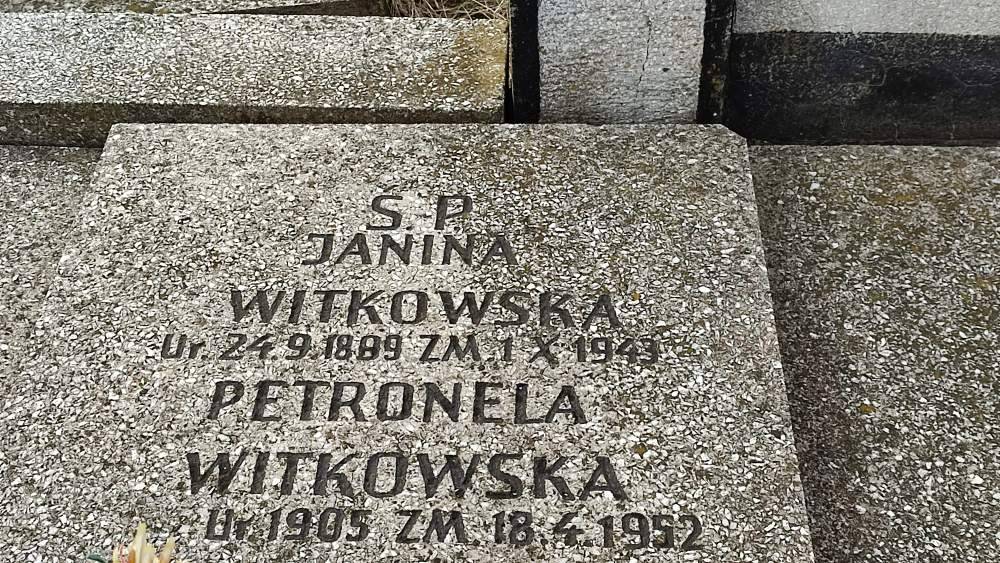 Ś. P.
JANINA
WITKOWSKA
Ur. 24.9.1889 ZM. 1 X 1943
PETRONELA
WITKOWSKA
Ur 1905 ZM. 18.4.1952